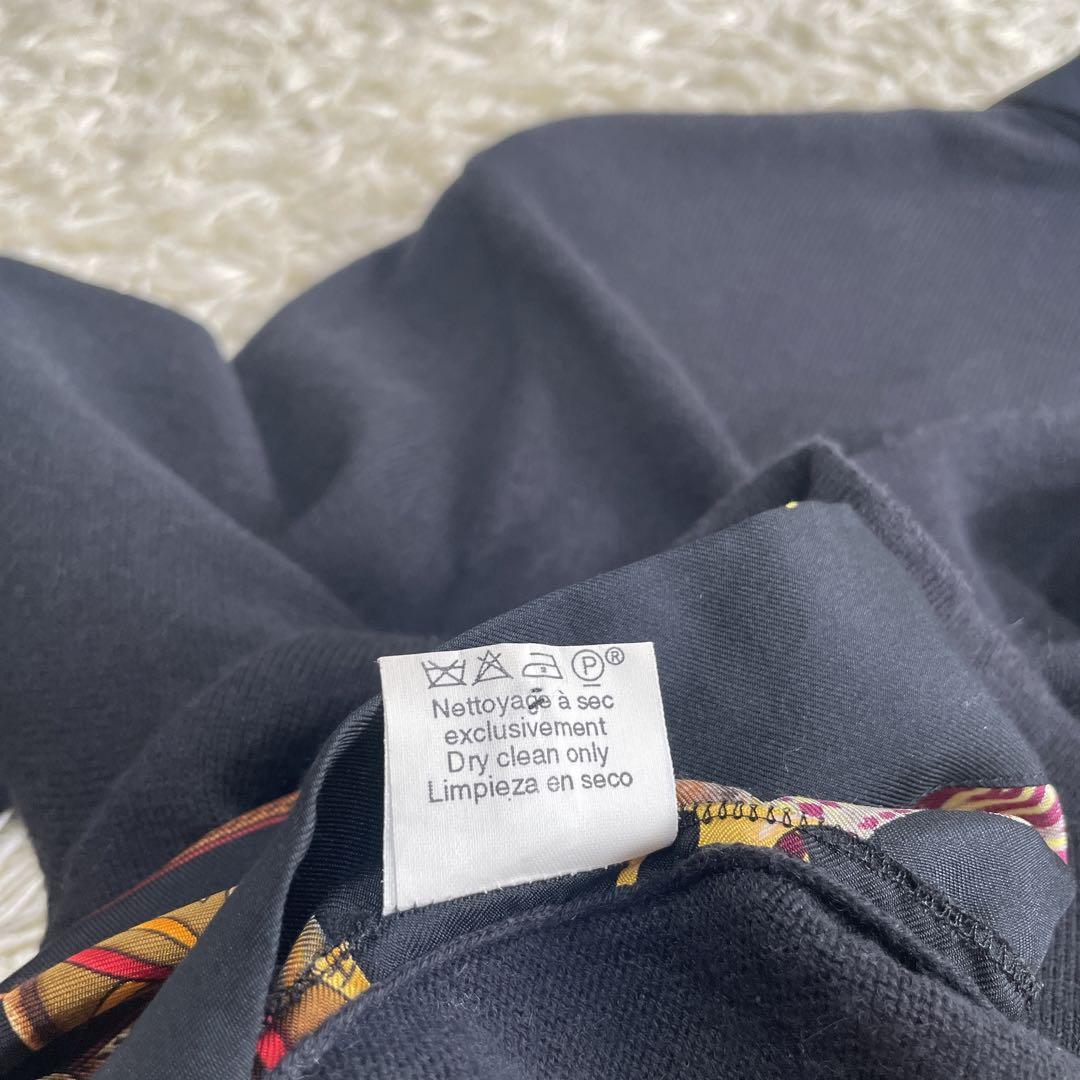 P®
Nettoyage à sec
exclusivement
Dry clean only
Limpieza en seco